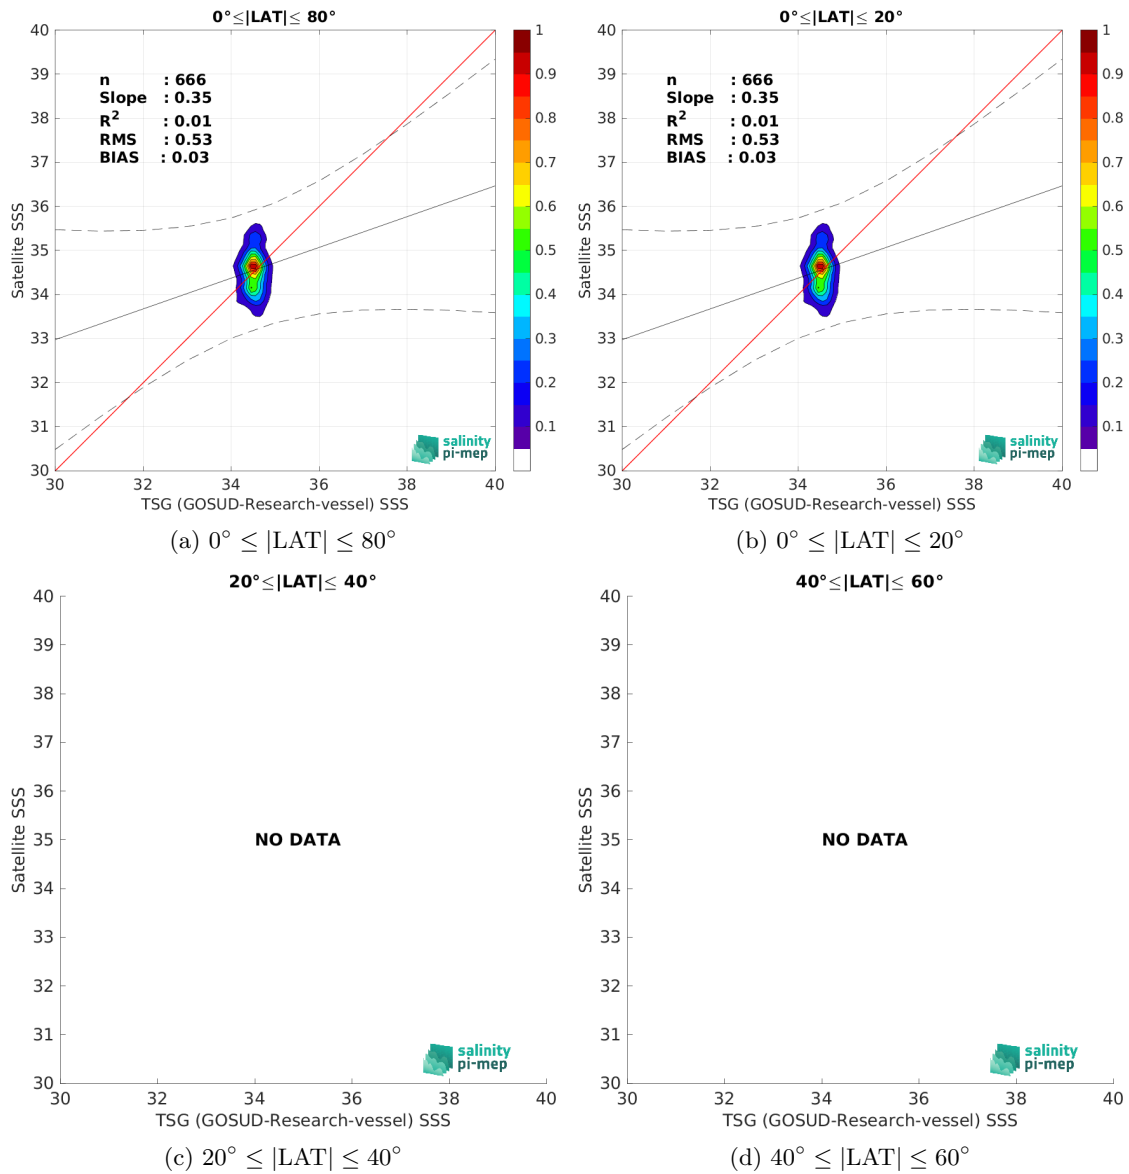 0°≤|LAT|≤ 80°
40
39
38
37
36
35
34
33
32
31
30
Satellite SSS
n : 666
Slope : 0.35
R² : 0.01
RMS : 0.53
BIAS : 0.03
1
0.9
0.8
0.7
0.6
0.5
0.4
0.3
0.2
0.1
salinity
pi-mep
30 32 34 36 38 40
TSG (GOSUD-Research-vessel) SSS
(a) 0° ≤ |LAT| ≤ 80°
0°≤|LAT|≤ 20°
40
39
38
37
36
35
34
33
32
31
30
Satellite SSS
n : 666
Slope : 0.35
R² : 0.01
RMS : 0.53
BIAS : 0.03
1
0.9
0.8
0.7
0.6
0.5
0.4
0.3
0.2
0.1
salinity
pi-mep
30 32 34 36 38 40
TSG (GOSUD-Research-vessel) SSS
(b) 0° ≤ |LAT| ≤ 20°
20°≤|LAT|≤ 40°
40
39
38
37
36
35
34
33
32
31
30
Satellite SSS
NO DATA
salinity
pi-mep
30 32 34 36 38 40
TSG (GOSUD-Research-vessel) SSS
(c) 20° ≤ |LAT| ≤ 40°
40°≤|LAT|≤ 60°
40
39
38
37
36
35
34
33
32
31
30
Satellite SSS
NO DATA
salinity
pi-mep
30 32 34 36 38 40
TSG (GOSUD-Research-vessel) SSS
(d) 40° ≤ |LAT| ≤ 60°